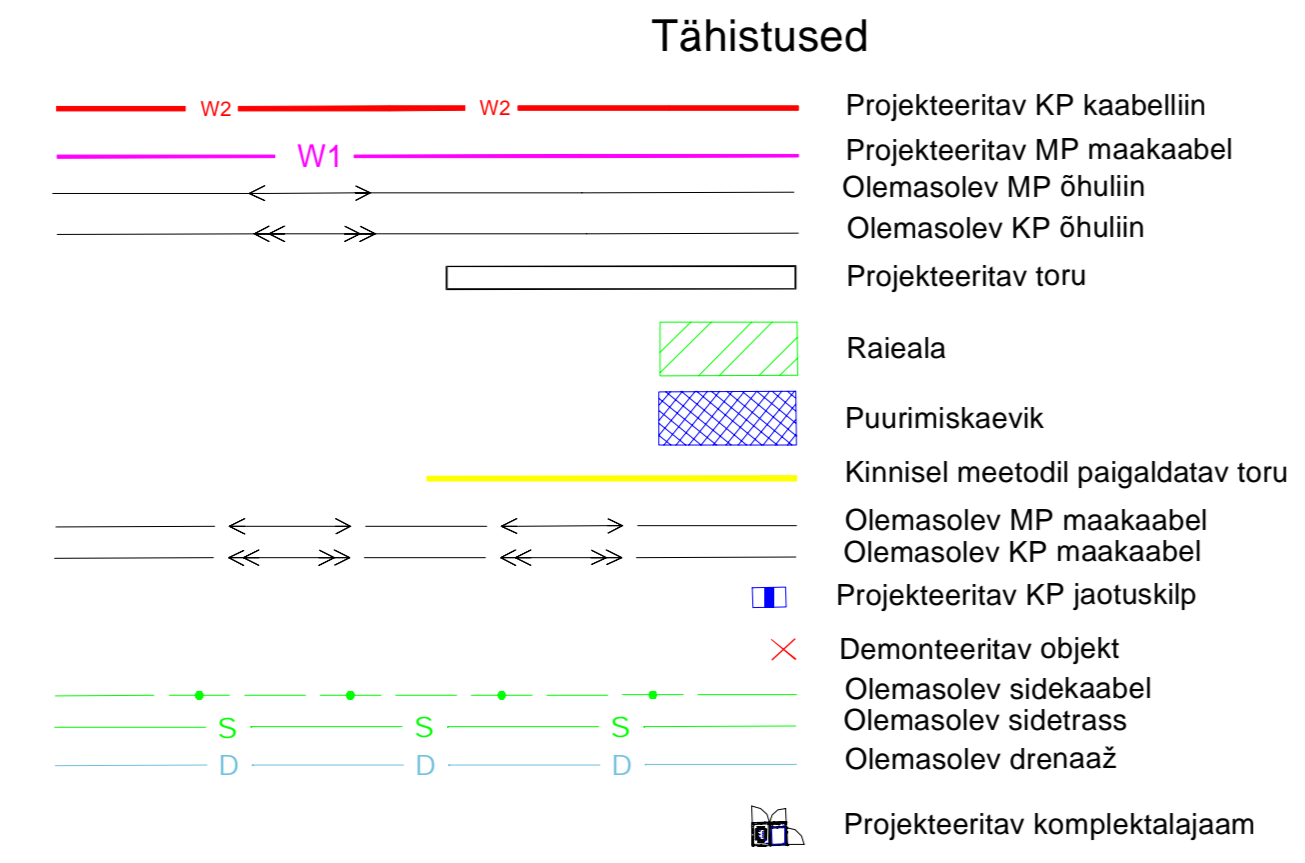 Tähistused
W2 W2 Projekteeritav KP kaabelliin
W1 Projekteeritav MP maakaabel
Olemasolev MP õhuliin
Olemasolev KP õhuliin
Projekteeritav toru
Raieala
Puurimiskaevik
Kinnisel meetodil paigaldatav toru
Olemasolev MP maakaabel
Olemasolev KP maakaabel
Projekteeritav KP jaotuskilp
Demonteeritav objekt
Olemasolev sidekaabel
S S S Olemasolev sidetrass
D D D Olemasolev drenaaž
Projekteeritav komplektalajaam